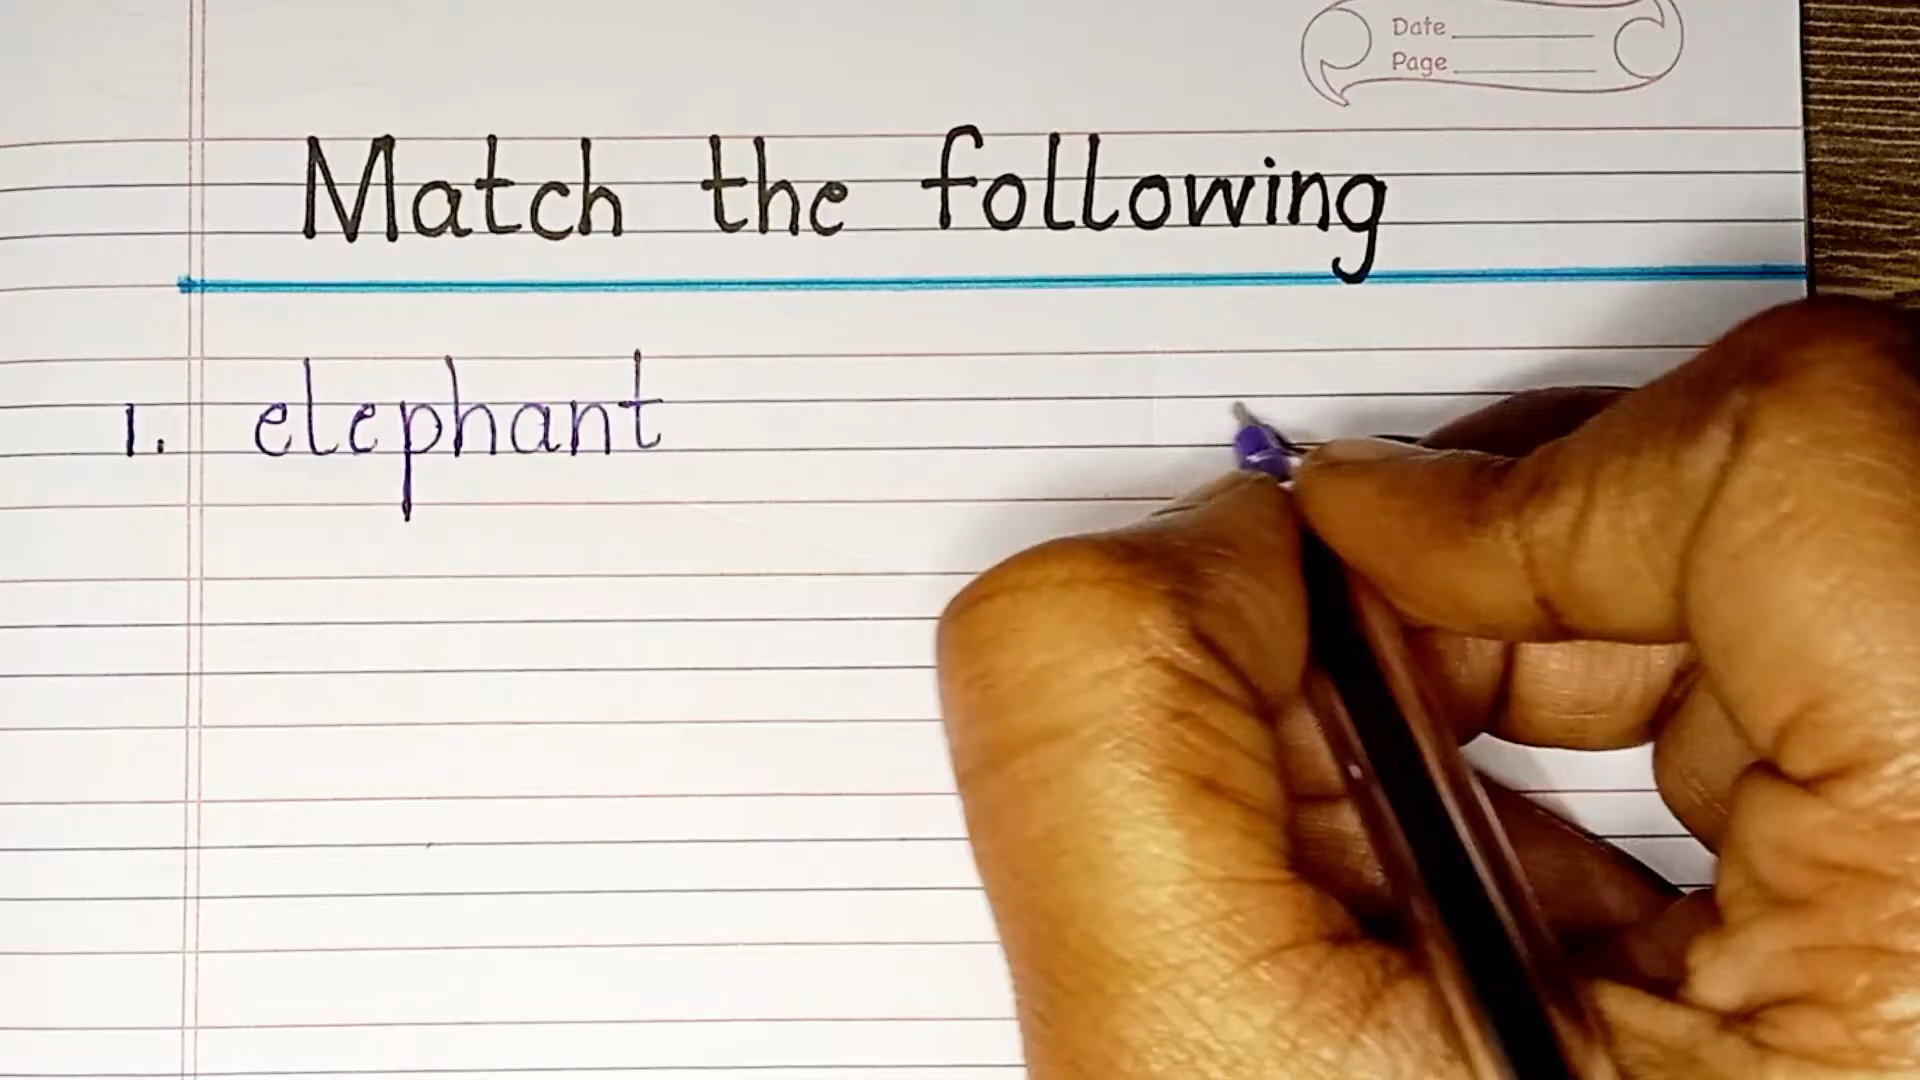 Date
Page
Match the following
1. elephant